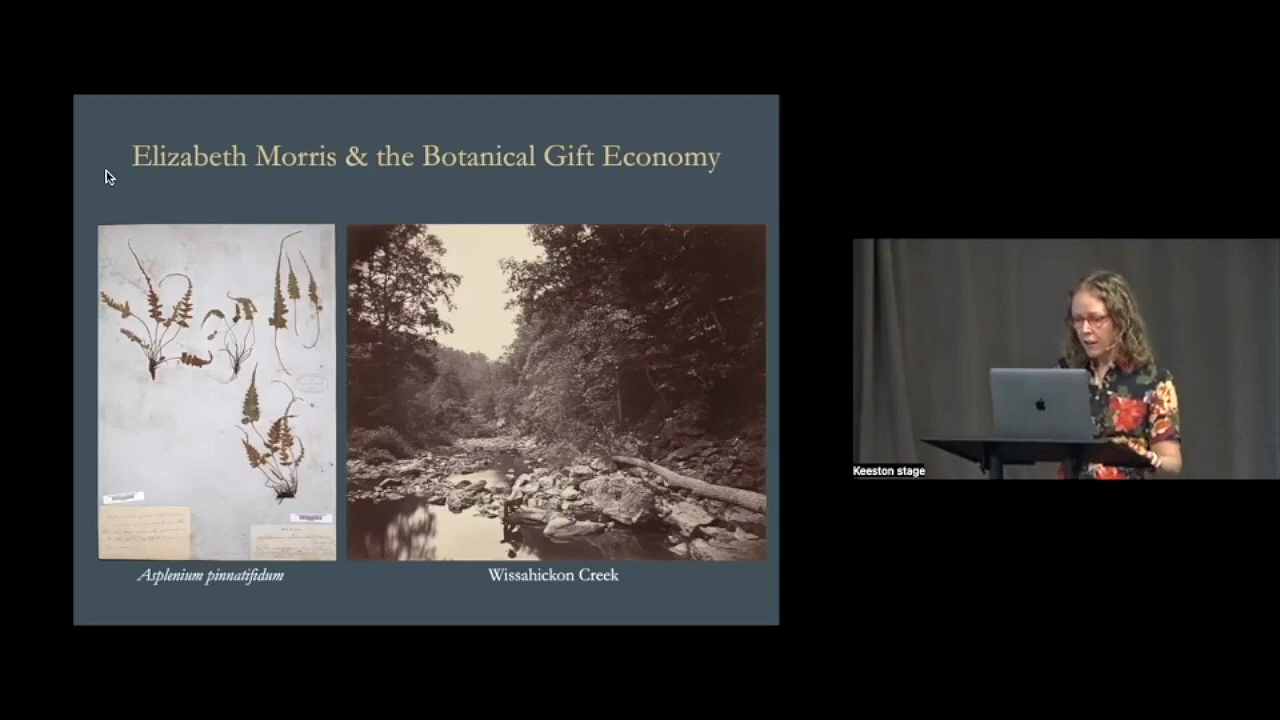 Elizabeth Morris & the Botanical Gift Economy
Asplenium pinnatifidum
Wissahickon Creek
Keeston stage